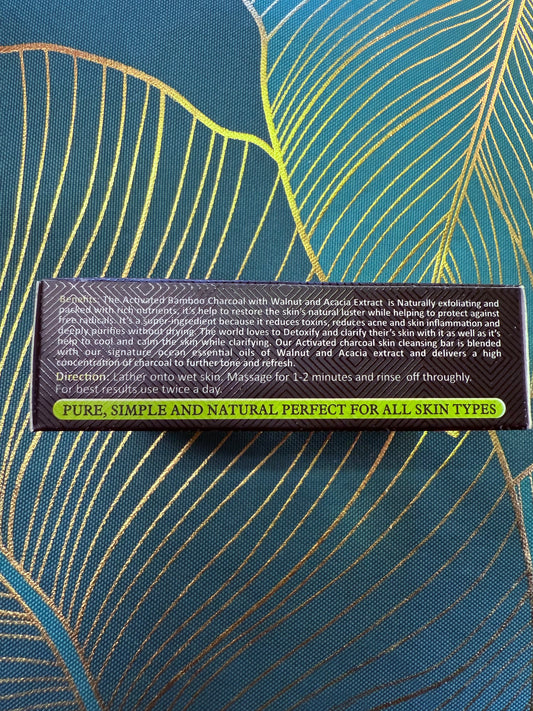 Benefits: The Activated Bamboo Charcoal with Walnut and Acacia Extract is Naturally exfoliating and
packed with rich nutrients, it's help to restore the skin's natural luster while helping to protect against
free radicals. It's a super ingredient because it reduces toxins, reduces acne and skin inflammation and
deeply purifies without drying. The world loves to Detoxify and clarify their's skin with it as well as it's
help to cool and calm the skin while clarifying. Our Activated charcoal skin cleansing bar is blended
with our signature ocean essential oils of Walnut and Acacia extract and delivers a high
concentration of charcoal to further tone and refresh.
Direction: Lather onto wet skin. Massage for 1-2 minutes and rinse off throughly.
For best results use twice a day.
PURE, SIMPLE AND NATURAL PERFECT FOR ALL SKIN TYPES